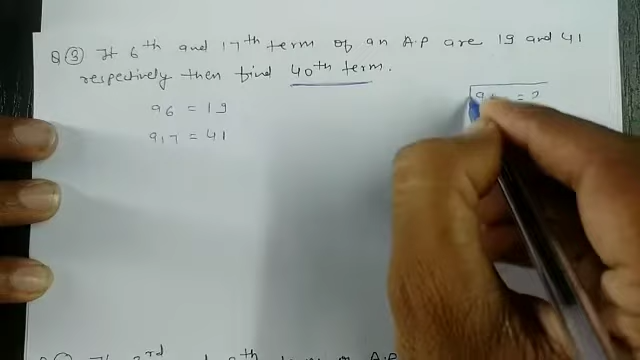 Q③ If 6th and 17th term of an A.P are 19 and 41
respectively then find 40th term.
a6 = 19
a17 = 41
= ?
3rd
A.P